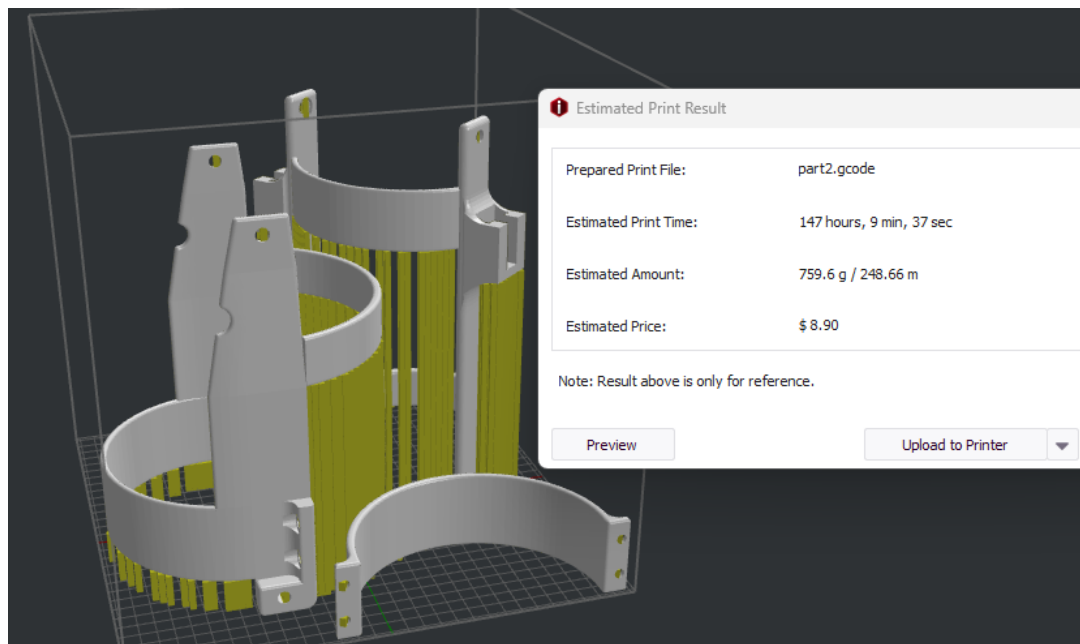 Estimated Print Result
Prepared Print File: part2.gcode
Estimated Print Time: 147 hours, 9 min, 37 sec
Estimated Amount: 759.6 g / 248.66 m
Estimated Price: $ 8.90
Note: Result above is only for reference.
Preview Upload to Printer